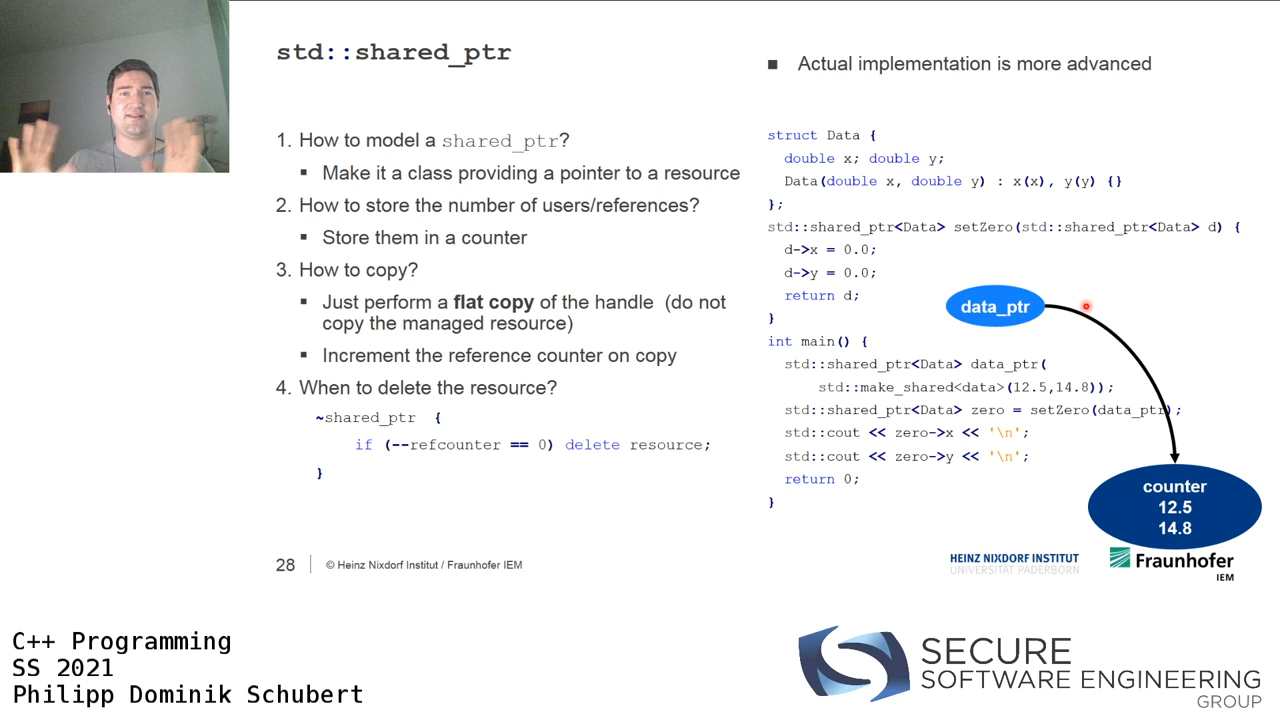 std::shared_ptr
1. How to model a shared_ptr?
▪ Make it a class providing a pointer to a resource
2. How to store the number of users/references?
▪ Store them in a counter
3. How to copy?
▪ Just perform a flat copy of the handle (do not
copy the managed resource)
▪ Increment the reference counter on copy
4. When to delete the resource?
~shared_ptr {
if (--refcounter == 0) delete resource;
}
■ Actual implementation is more advanced
struct Data {
double x; double y;
Data(double x, double y) : x(x), y(y) {}
};
std::shared_ptr<Data> setZero(std::shared_ptr<Data> d) {
d->x = 0.0;
d->y = 0.0;
return d;
}
int main() {
std::shared_ptr<Data> data_ptr(
std::make_shared<data>(12.5,14.8));
std::shared_ptr<Data> zero = setZero(data_ptr);
std::cout << zero->x << '\n';
std::cout << zero->y << '\n';
return 0;
}
data_ptr
counter
12.5
14.8
28
© Heinz Nixdorf Institut / Fraunhofer IEM
HEINZ NIXDORF INSTITUT
UNIVERSITÄT PADERBORN
Fraunhofer
IEM
C++ Programming
SS 2021
Philipp Dominik Schubert
SECURE
SOFTWARE ENGINEERING
GROUP